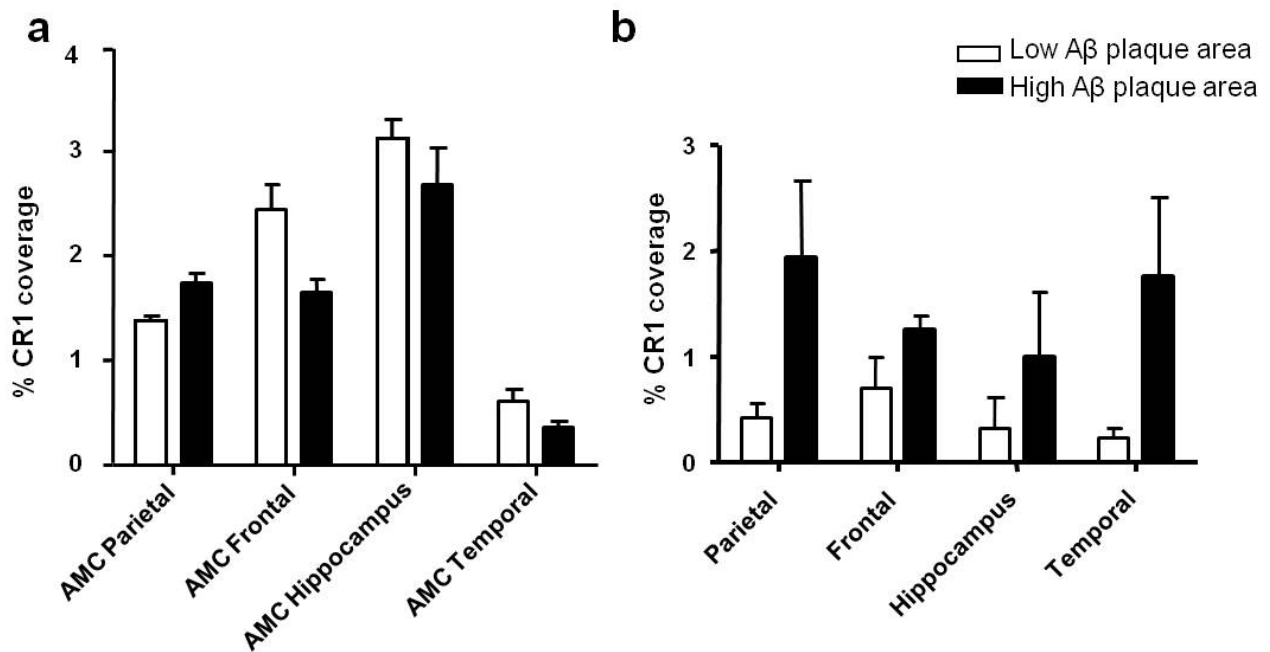 a
4
3
2
1
0
% CR1 coverage
AMC Parietal
AMC Frontal
AMC Hippocampus
AMC Temporal
b
Low Aβ plaque area
High Aβ plaque area
3
2
1
0
% CR1 coverage
Parietal
Frontal
Hippocampus
Temporal